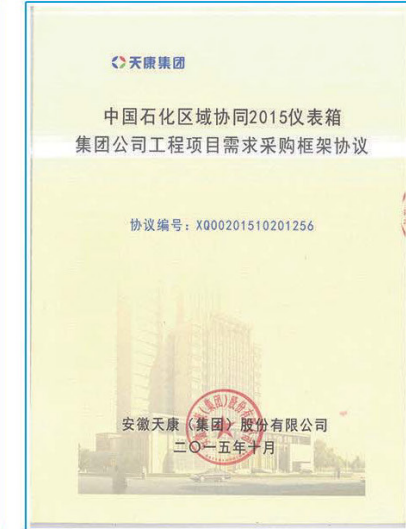 天康集团
中国石化区域协同2015仪表箱
集团公司工程项目需求采购框架协议
协议编号：XQ00201510201256
安徽天康（集团）股份有限公司
二〇一五年十月